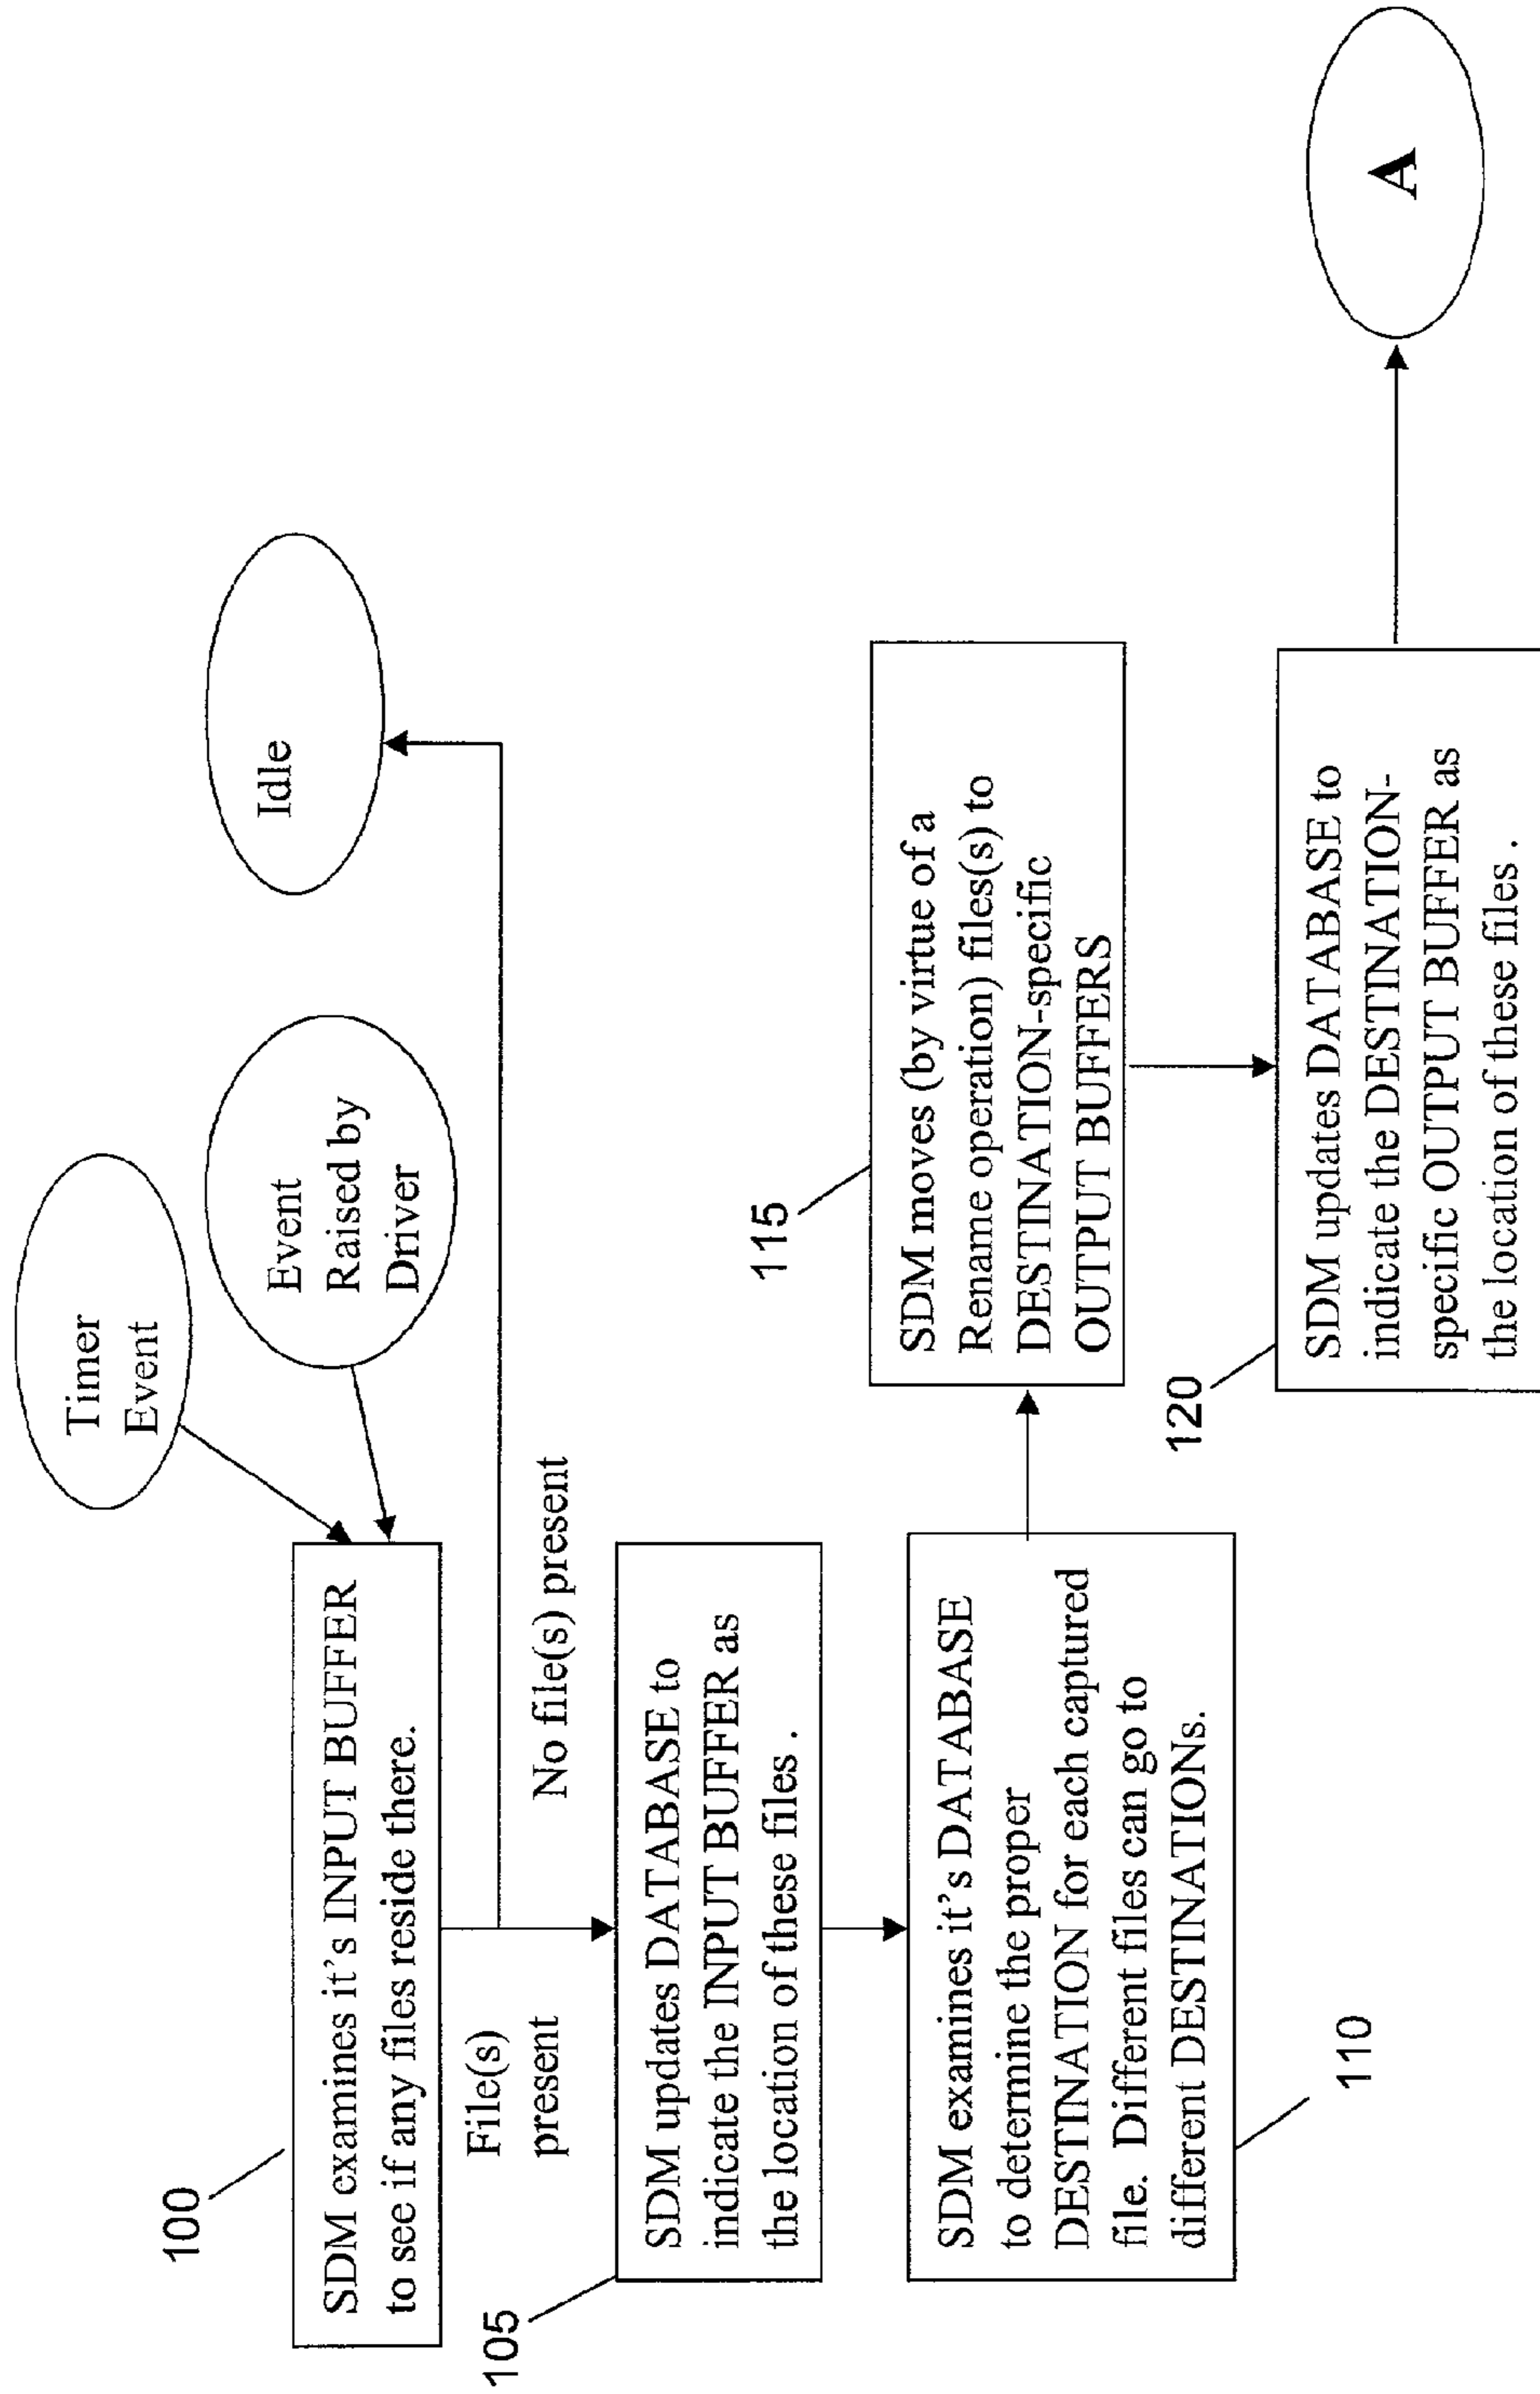 Timer
Event
Event
Raised by
Driver
Idle
100
SDM examines it's INPUT BUFFER
to see if any files reside there.
File(s)
present
No file(s) present
105
SDM updates DATABASE to
indicate the INPUT BUFFER as
the location of these files .
110
SDM examines it's DATABASE
to determine the proper
DESTINATION for each captured
file. Different files can go to
different DESTINATIONs.
115
SDM moves (by virtue of a
Rename operation) files(s) to
DESTINATION-specific
OUTPUT BUFFERS
120
SDM updates DATABASE to
indicate the DESTINATION-
specific OUTPUT BUFFER as
the location of these files .
A